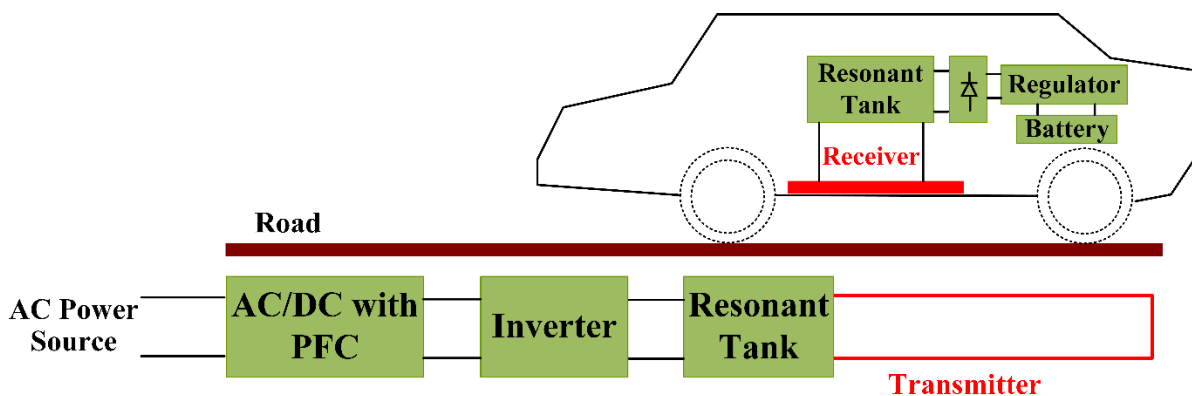 Resonant
Tank
Regulator
Battery
Receiver
Road
AC Power
Source
AC/DC with
PFC
Inverter
Resonant
Tank
Transmitter